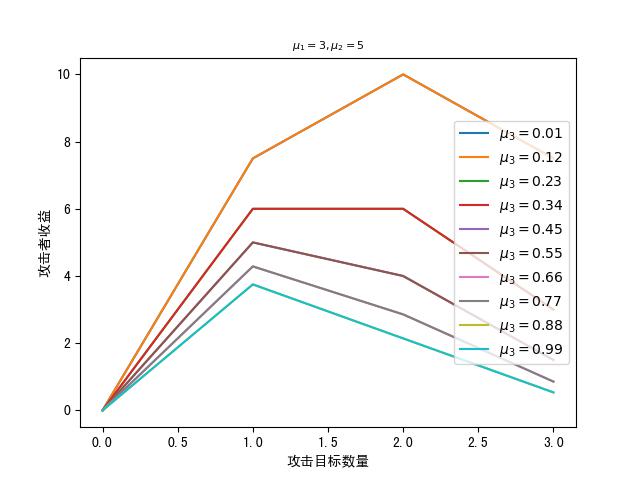 μ₁ = 3, μ₂ = 5
10
8
6
4
2
0
攻击者收益
μ₃ = 0.01
μ₃ = 0.12
μ₃ = 0.23
μ₃ = 0.34
μ₃ = 0.45
μ₃ = 0.55
μ₃ = 0.66
μ₃ = 0.77
μ₃ = 0.88
μ₃ = 0.99
0.0 0.5 1.0 1.5 2.0 2.5 3.0
攻击目标数量